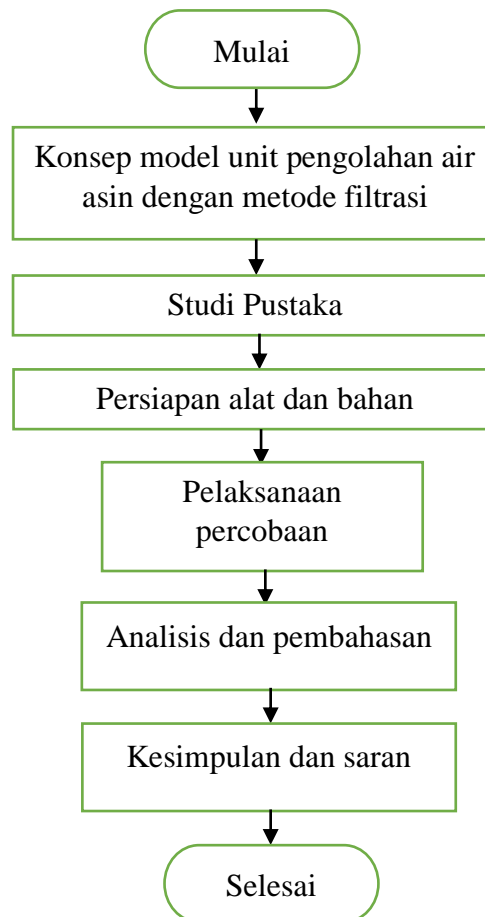 Mulai
Konsep model unit pengolahan air
asin dengan metode filtrasi
Studi Pustaka
Persiapan alat dan bahan
Pelaksanaan
percobaan
Analisis dan pembahasan
Kesimpulan dan saran
Selesai